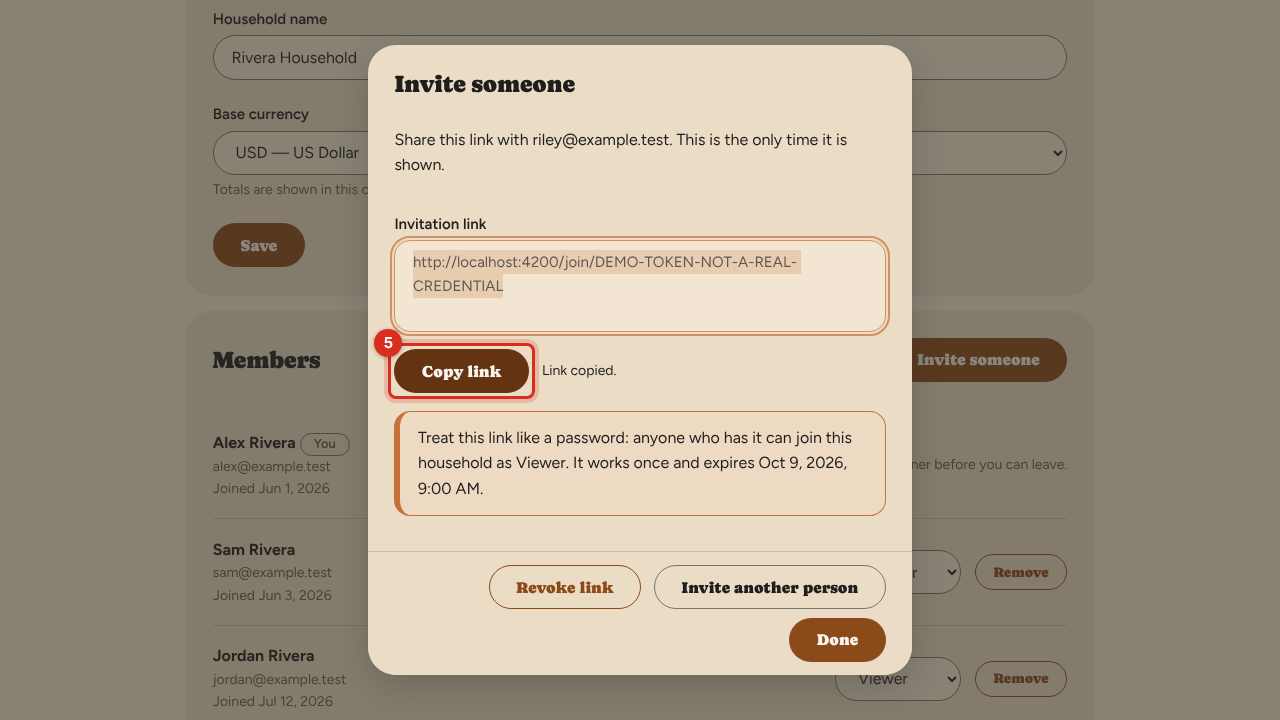 Household name
Rivera Household
Base currency
USD — US Dollar
Totals are shown in this c
Save
Invite someone
Share this link with riley@example.test. This is the only time it is
shown.
Invitation link
http://localhost:4200/join/DEMO-TOKEN-NOT-A-REAL-
CREDENTIAL
5
Copy link
Link copied.
Treat this link like a password: anyone who has it can join this
household as Viewer. It works once and expires Oct 9, 2026,
9:00 AM.
Revoke link
Invite another person
Done
Members
Invite someone
Alex Rivera You
alex@example.test
Joined Jun 1, 2026
ner before you can leave.
Sam Rivera
sam@example.test
Joined Jun 3, 2026
r
Remove
Jordan Rivera
jordan@example.test
Joined Jul 12, 2026
Viewer
Remove